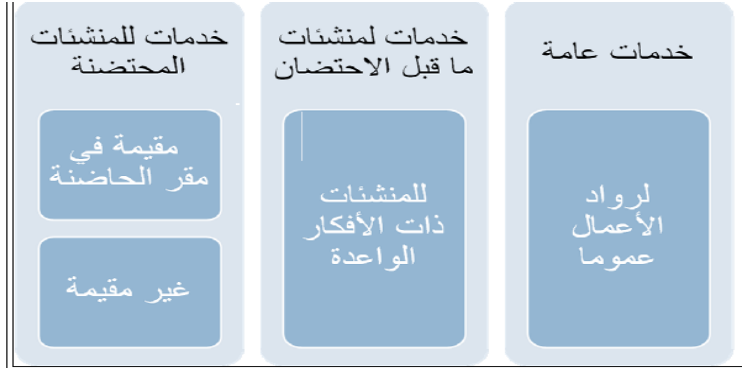 خدمات عامة
لرواد
الأعمال
عموما
خدمات لمنشئات
ما قبل الاحتضان
للمنشئات
ذات الأفكار
الواعدة
خدمات للمنشئات
المحتضنة
مقيمة في
مقر الحاضنة
غير مقيمة